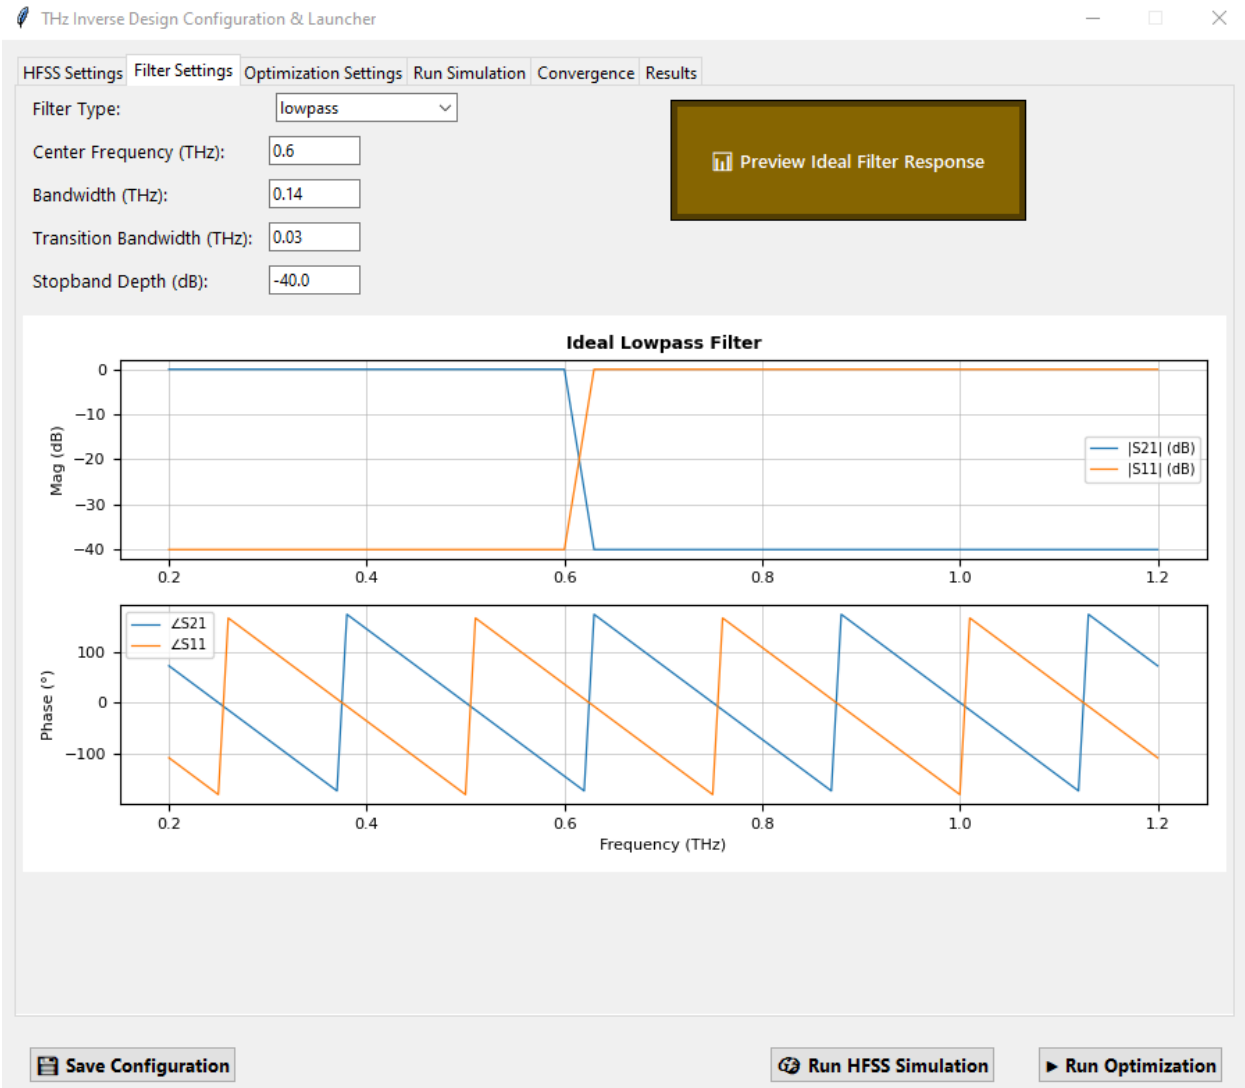 THz Inverse Design Configuration & Launcher
HFSS Settings Filter Settings Optimization Settings Run Simulation Convergence Results
Filter Type: lowpass
Center Frequency (THz): 0.6
Bandwidth (THz): 0.14
Transition Bandwidth (THz): 0.03
Stopband Depth (dB): -40.0
Preview Ideal Filter Response
Ideal Lowpass Filter
Mag (dB)
0
−10
−20
−30
−40
|S21| (dB)
|S11| (dB)
0.2 0.4 0.6 0.8 1.0 1.2
Phase (°)
100
0
−100
∠S21
∠S11
0.2 0.4 0.6 0.8 1.0 1.2
Frequency (THz)
Save Configuration Run HFSS Simulation Run Optimization